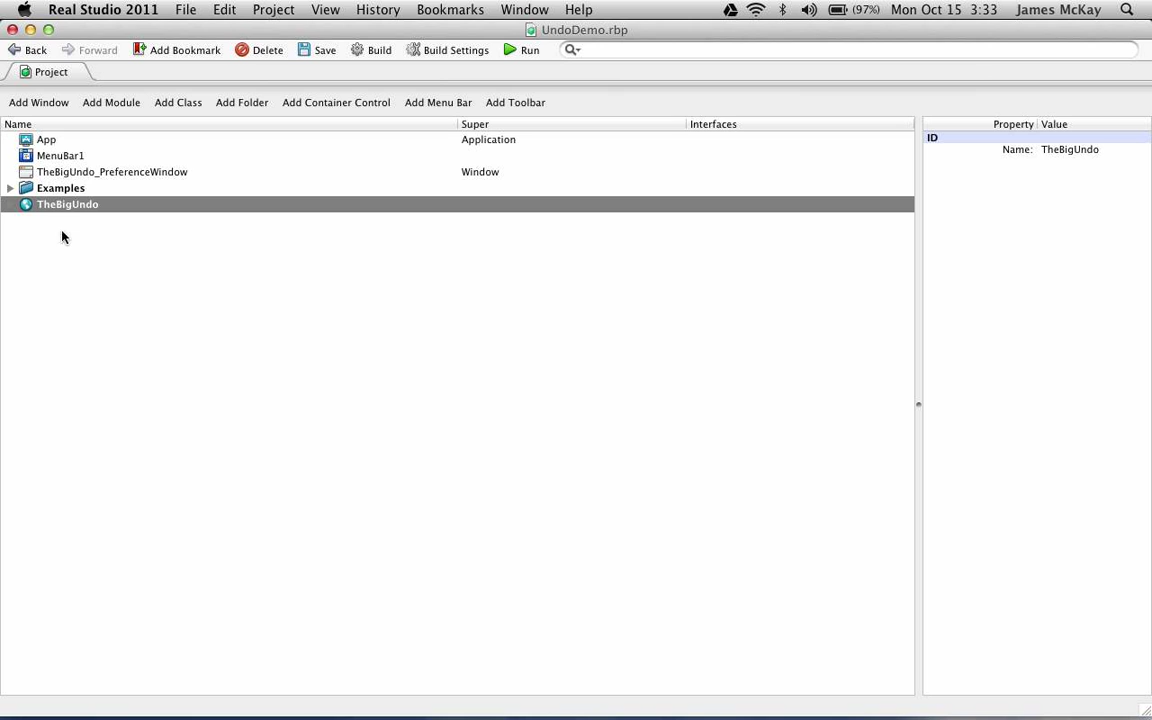 Real Studio 2011 File Edit Project View History Bookmarks Window Help (97%) Mon Oct 15 3:33 James McKay
UndoDemo.rbp
Back Forward Add Bookmark Delete Save Build Build Settings Run
Project
Add Window Add Module Add Class Add Folder Add Container Control Add Menu Bar Add Toolbar
Name Super Interfaces Property Value
App Application ID
MenuBar1 Name: TheBigUndo
TheBigUndo_PreferenceWindow Window
Examples
TheBigUndo